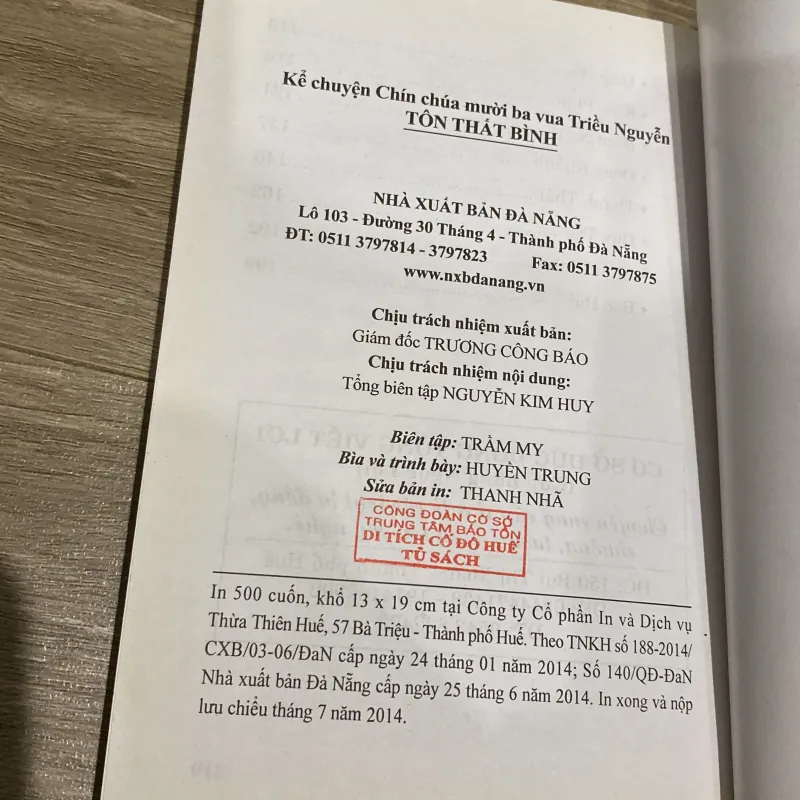 Kể chuyện Chín chúa mười ba vua Triều Nguyễn
TÔN THẤT BÌNH
NHÀ XUẤT BẢN ĐÀ NẴNG
Lô 103 - Đường 30 Tháng 4 - Thành phố Đà Nẵng
ĐT: 0511 3797814 - 3797823 Fax: 0511 3797875
www.nxbdanang.vn
Chịu trách nhiệm xuất bản:
Giám đốc TRƯƠNG CÔNG BÁO
Chịu trách nhiệm nội dung:
Tổng biên tập NGUYỄN KIM HUY
Biên tập: TRẦM MY
Bìa và trình bày: HUYỀN TRUNG
Sửa bản in: THANH NHÃ
CÔNG ĐOÀN CƠ SỞ
TRUNG TÂM BẢO TỒN
DI TÍCH CỐ ĐÔ HUẾ
TỦ SÁCH
In 500 cuốn, khổ 13 x 19 cm tại Công ty Cổ phần In và Dịch vụ
Thừa Thiên Huế, 57 Bà Triệu - Thành phố Huế. Theo TNKH số 188-2014/
CXB/03-06/ĐaN cấp ngày 24 tháng 01 năm 2014; Số 140/QĐ-ĐaN
Nhà xuất bản Đà Nẵng cấp ngày 25 tháng 6 năm 2014. In xong và nộp
lưu chiểu tháng 7 năm 2014.